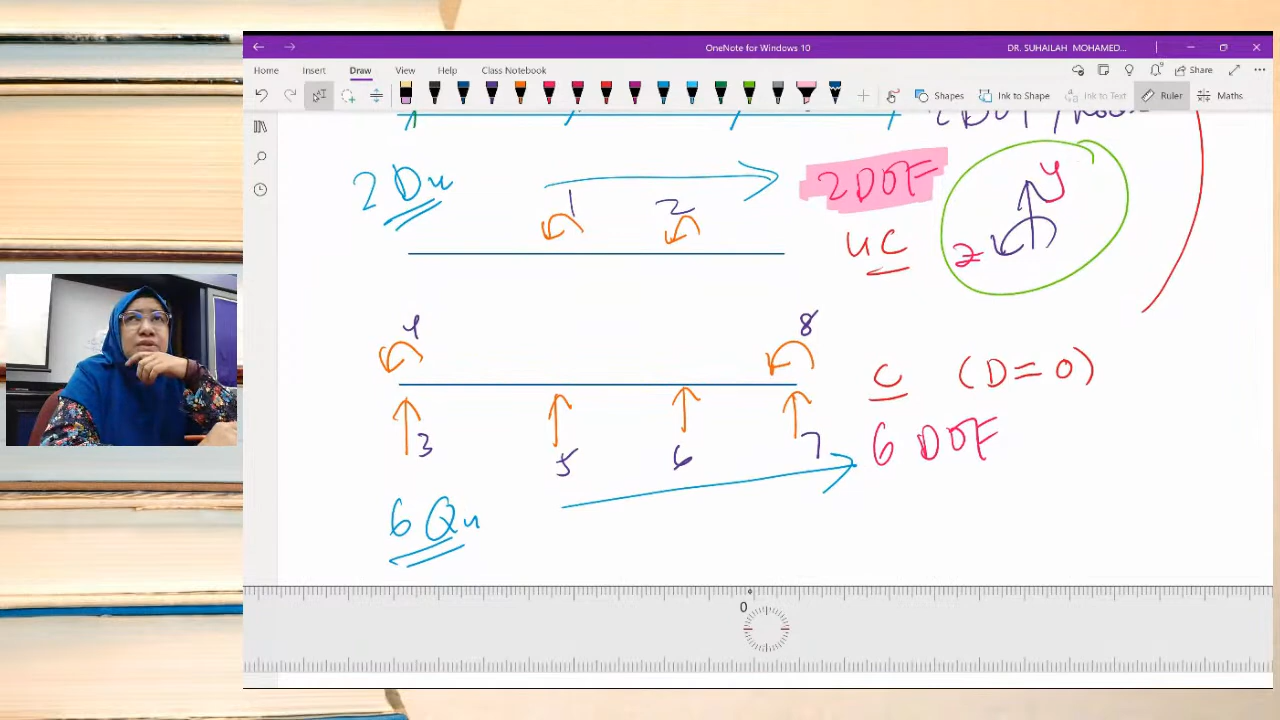 OneNote for Windows 10
DR. SUHAILAH MOHAMED...
Home Insert Draw View Help Class Notebook
Share
Shapes Ink to Shape Ink to Text Ruler Maths
2 Du
2DOF
1 2
UC
y
z
4 8
C (D=0)
3 5 6 7
6 DOF
6 Qu
0